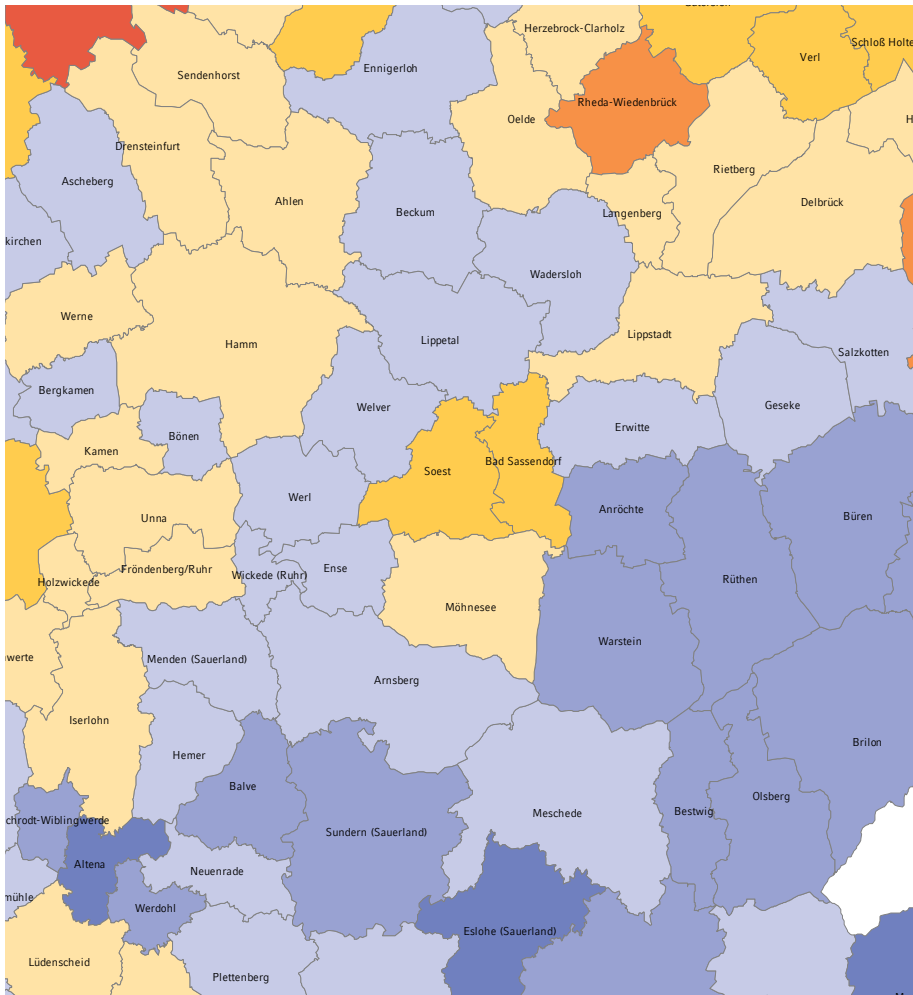 Herzebrock-Clarholz
Schloß Holte
Verl
Ennigerloh
Sendenhorst
Rheda-Wiedenbrück
Oelde
H
Drensteinfurt
Rietberg
Ascheberg
Ahlen
Delbrück
Beckum
Langenberg
kirchen
Wadersloh
Werne
Lippstadt
Lippetal
Hamm
Salzkotten
Bergkamen
Geseke
Welver
Erwitte
Bönen
Kamen
Bad Sassendorf
Soest
Werl
Anröchte
Büren
Unna
Ense
Fröndenberg/Ruhr
Wickede (Ruhr)
Rüthen
Holzwickede
Möhnesee
Warstein
werte
Menden (Sauerland)
Arnsberg
Iserlohn
Brilon
Hemer
Balve
Olsberg
Bestwig
Meschede
chrodt-Wiblingwerde
Sundern (Sauerland)
Altena
Neuenrade
mühle
Werdohl
Eslohe (Sauerland)
Lüdenscheid
Plettenberg